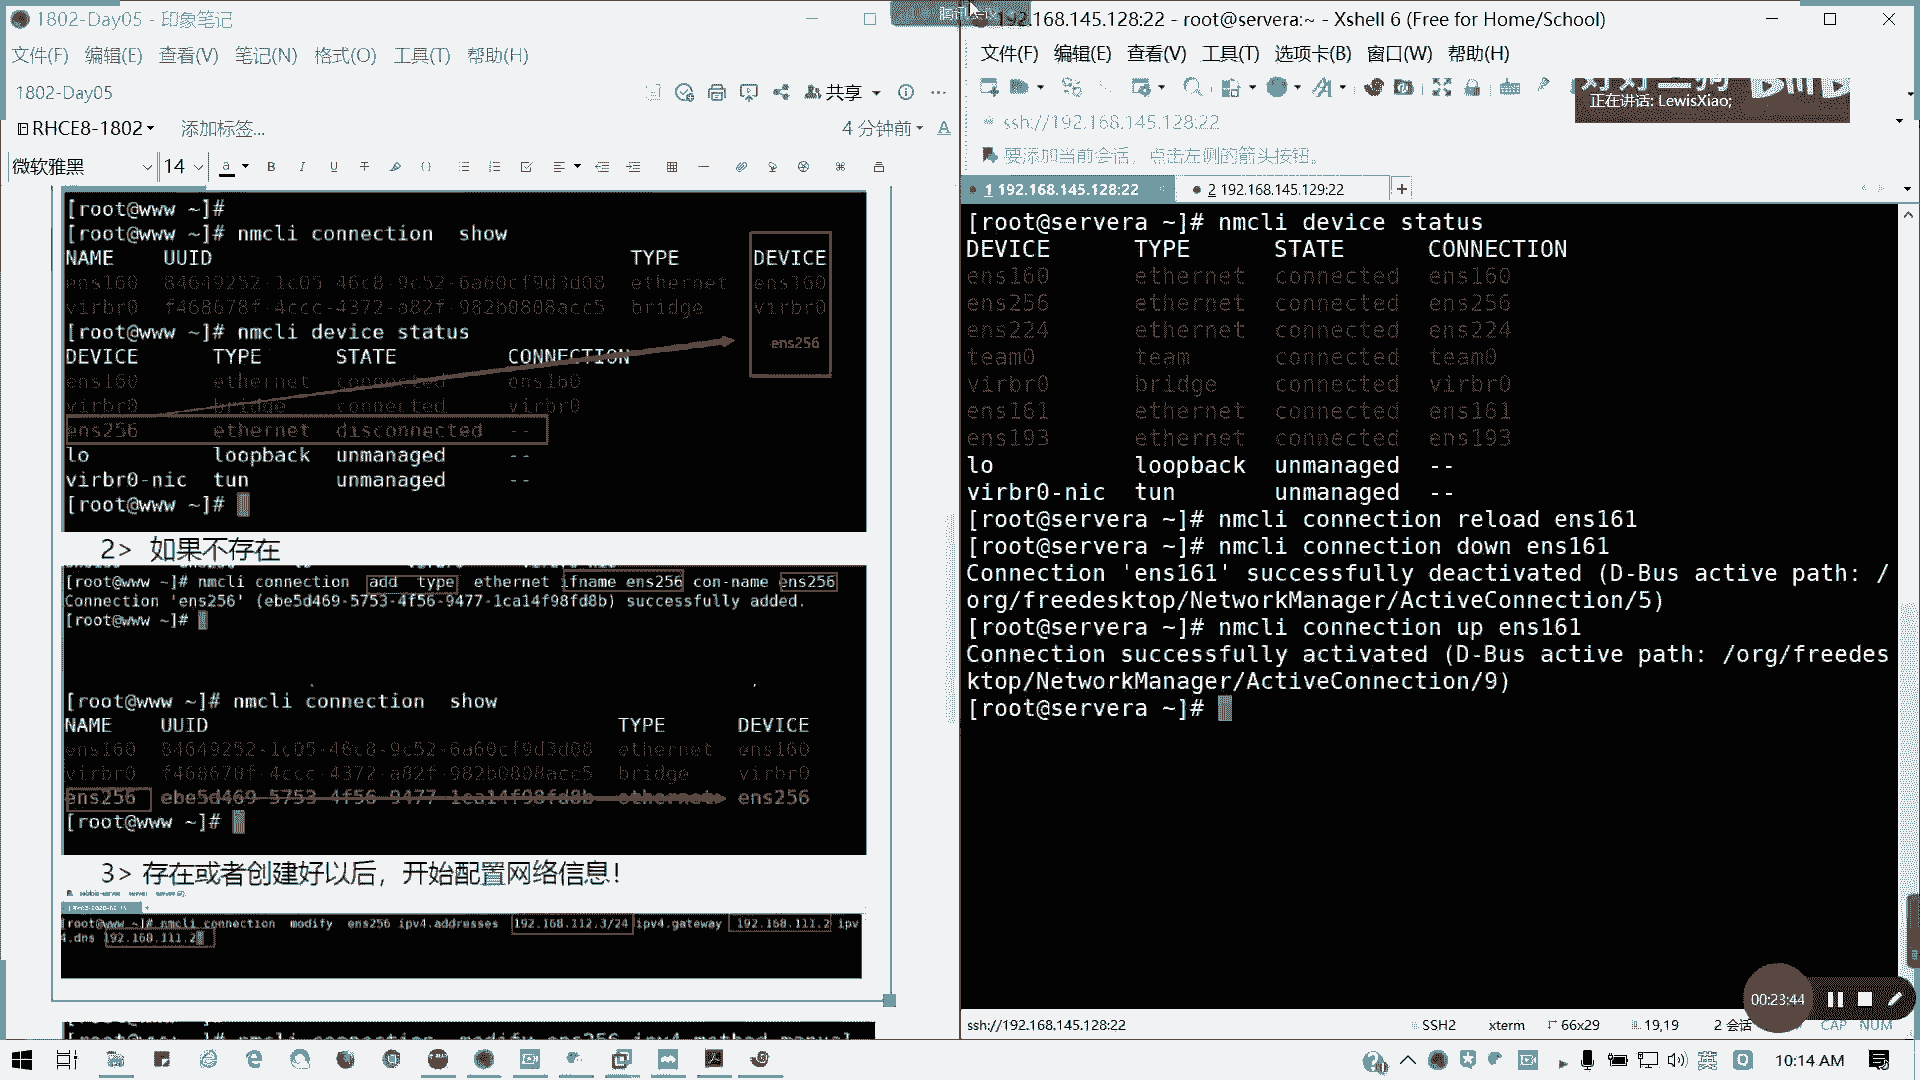 1802-Day05 - 印象笔记
文件(F) 编辑(E) 查看(V) 笔记(N) 格式(O) 工具(T) 帮助(H)
1802-Day05
共享
RHCE8-1802
添加标签...
4 分钟前
微软雅黑 14
[root@www ~]#
[root@www ~]# nmcli connection  show
NAME UUID TYPE DEVICE
ens160 84649252-1c05-46c8-9c52-6a60cf9d3d08 ethernet ens160
virbr0 f468678f-4ccc-4372-a82f-982b0808acc5 bridge virbr0
[root@www ~]# nmcli device status
ens256
DEVICE TYPE STATE CONNECTION
ens160 ethernet connected ens160
virbr0 bridge connected virbr0
ens256 ethernet disconnected --
lo loopback unmanaged --
virbr0-nic tun unmanaged --
[root@www ~]#
2> 如果不存在
[root@www ~]# nmcli connection add type ethernet ifname ens256 con-name ens256
Connection 'ens256' (ebe5d469-5753-4f56-9477-1ca14f98fd8b) successfully added.
[root@www ~]#
[root@www ~]# nmcli connection  show
NAME UUID TYPE DEVICE
ens160 84649252-1c05-46c8-9c52-6a60cf9d3d08 ethernet ens160
virbr0 f468678f-4ccc-4372-a82f-982b0808acc5 bridge virbr0
ens256 ebe5d469-5753-4f56-9477-1ca14f98fd8b ethernet ens256
[root@www ~]#
3> 存在或者创建好以后，开始配置网络信息！
[root@www ~]# nmcli connection modify ens256 ipv4.addresses 192.168.112.3/24 ipv4.gateway 192.168.111.2 ipv
4.dns 192.168.111.2
nmcli connection modify ens256 ipv4.method manual
192.168.145.128:22 - root@servera:~ - Xshell 6 (Free for Home/School)
文件(F) 编辑(E) 查看(V) 工具(T) 选项卡(B) 窗口(W) 帮助(H)
正在讲话: LewisXiao;
ssh://192.168.145.128:22
要添加当前会话，点击左侧的箭头按钮。
1 192.168.145.128:22
2 192.168.145.129:22
+
[root@servera ~]# nmcli device status
DEVICE TYPE STATE CONNECTION
ens160 ethernet connected ens160
ens256 ethernet connected ens256
ens224 ethernet connected ens224
team0 team connected team0
virbr0 bridge connected virbr0
ens161 ethernet connected ens161
ens193 ethernet connected ens193
lo loopback unmanaged --
virbr0-nic tun unmanaged --
[root@servera ~]# nmcli connection reload ens161
[root@servera ~]# nmcli connection down ens161
Connection 'ens161' successfully deactivated (D-Bus active path: /
org/freedesktop/NetworkManager/ActiveConnection/5)
[root@servera ~]# nmcli connection up ens161
Connection successfully activated (D-Bus active path: /org/freedes
ktop/NetworkManager/ActiveConnection/9)
[root@servera ~]#
00:23:44
ssh://192.168.145.128:22 SSH2 xterm 66x29 19,19 2 会话 CAP NUM
10:14 AM